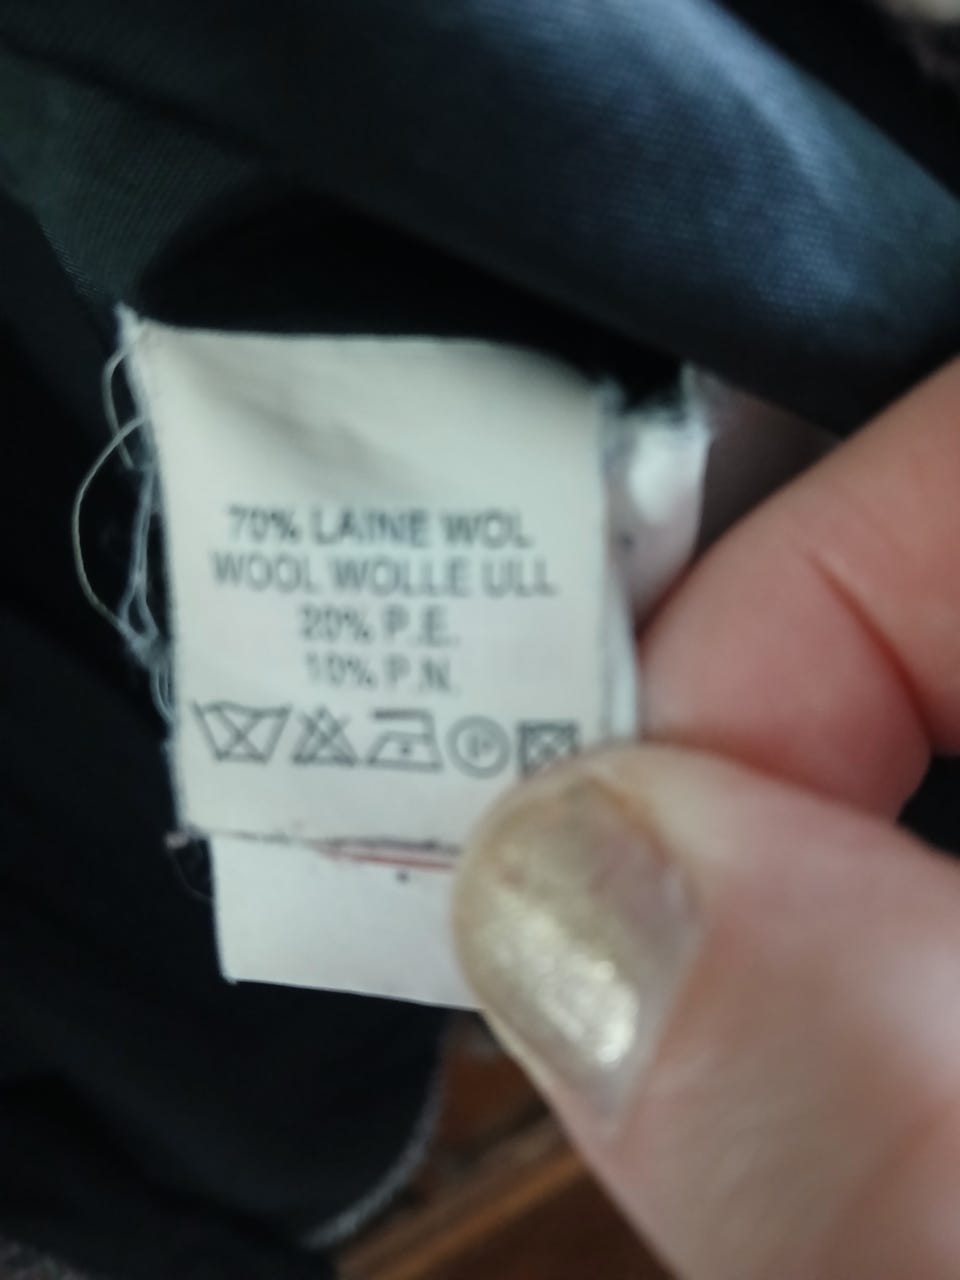 70% LAINE WOL
WOOL WOLLE ULL
20% P.E.
10% P.N.
P